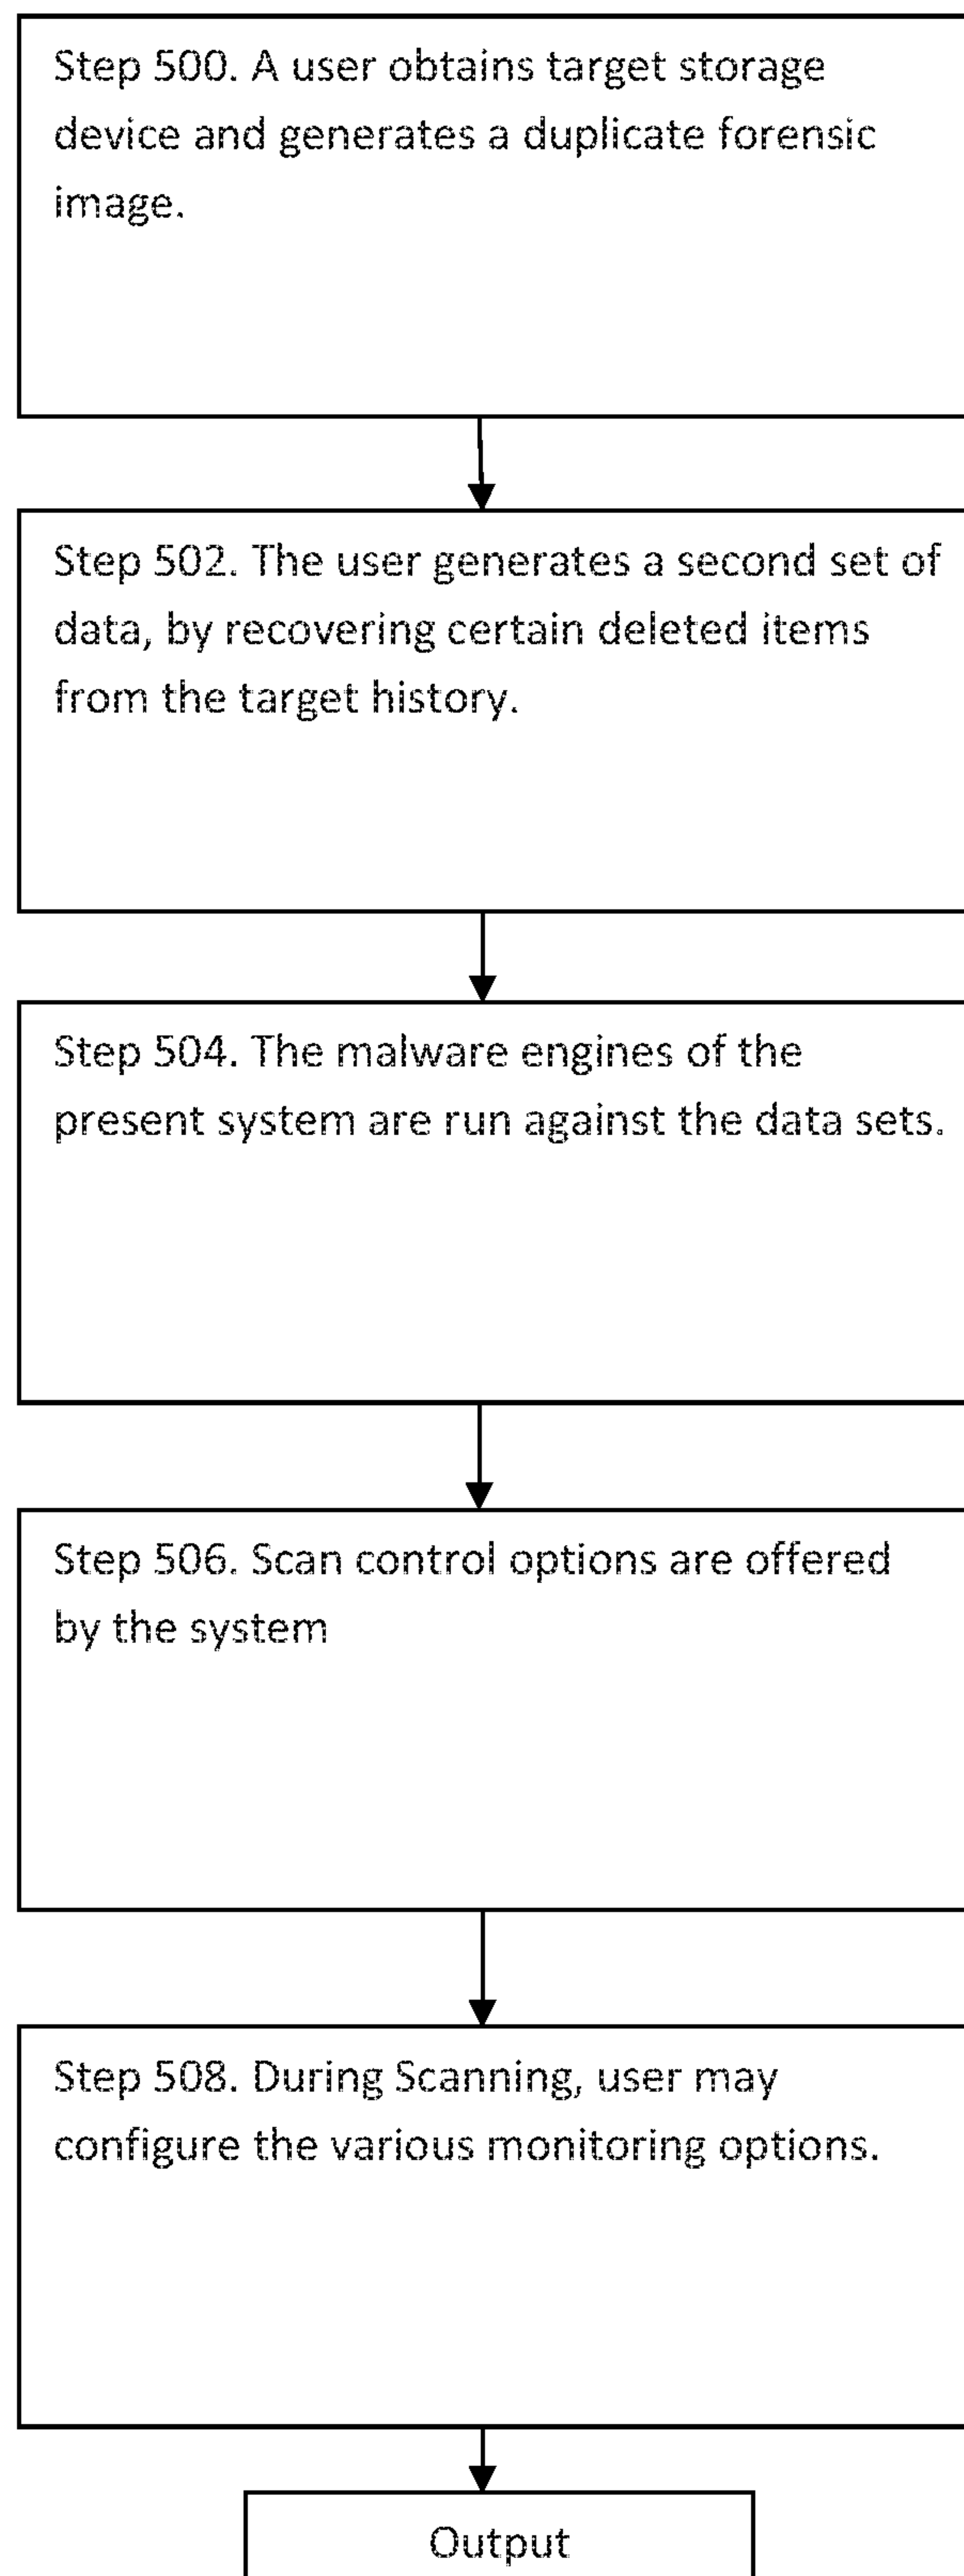 Step 500. A user obtains target storage
device and generates a duplicate forensic
image.
Step 502. The user generates a second set of
data, by recovering certain deleted items
from the target history.
Step 504. The malware engines of the
present system are run against the data sets.
Step 506. Scan control options are offered
by the system
Step 508. During Scanning, user may
configure the various monitoring options.
Output